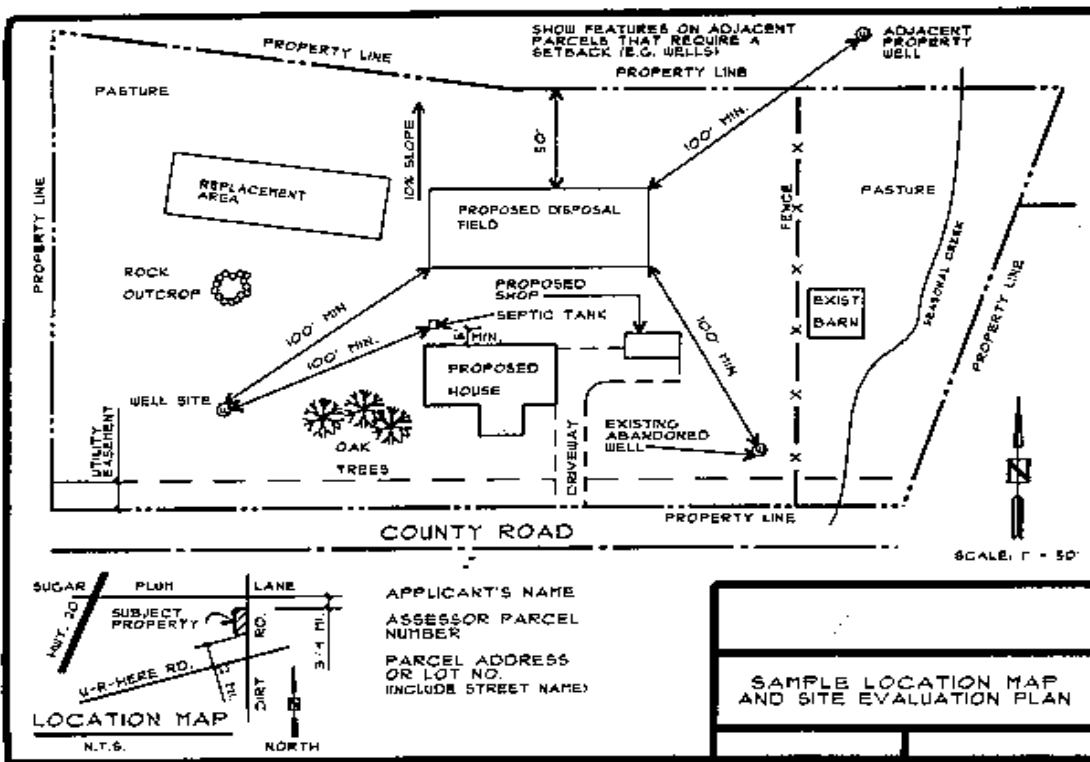 PROPERTY LINE
SHOW FEATURES ON ADJACENT
PARCELS THAT REQUIRE A
SETBACK (E.G. WELLS)
PROPERTY LINE
ADJACENT
PROPERTY
WELL
PASTURE
10% SLOPE
50'
100' MIN.
REPLACEMENT
AREA
PROPOSED DISPOSAL
FIELD
FENCE
PASTURE
PROPERTY LINE
ROCK
OUTCROP
PROPOSED
SHOP
SEPTIC TANK
MIN.
100' MIN
100' MIN.
100' MIN
EXIST
BARN
SEASONAL CREEK
PROPERTY LINE
PROPOSED
HOUSE
WELL SITE
OAK
TREES
EXISTING
ABANDORED
WELL
UTILITY
EASEMENT
DRIVEWAY
PROPERTY LINE
COUNTY ROAD
N
SUGAR PLUM LANE
HWY. 20
SUBJECT
PROPERTY
DIRT RD.
3/4 MI.
U-R-HERE RD.
LOCATION MAP
N.T.S.
N
NORTH
APPLICANT'S NAME
ASSESSOR PARCEL
NUMBER
PARCEL ADDRESS
OR LOT NO.
(INCLUDE STREET NAME)
SCALE: 1" = 50'
SAMPLE LOCATION MAP
AND SITE EVALUATION PLAN